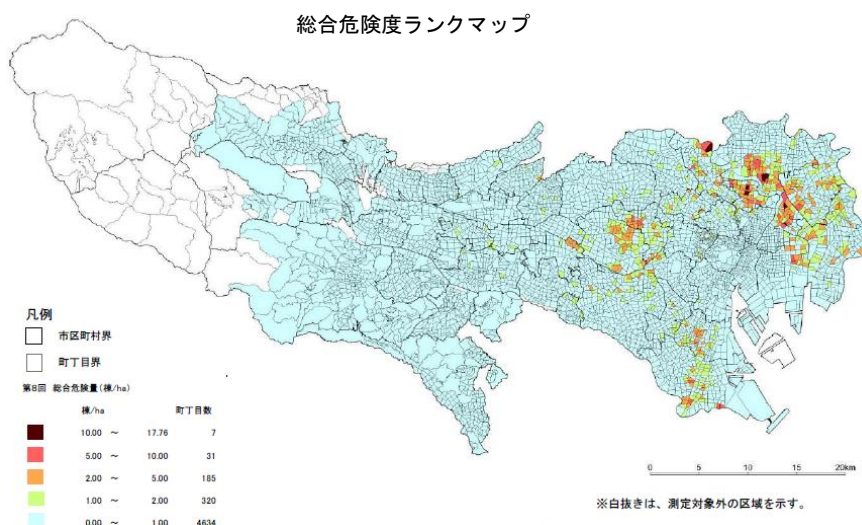 総合危険度ランクマップ
凡例
市区町村界
町丁目界
第8回 総合危険量(棟/ha)
棟/ha 町丁目数
10.00 ～ 17.76 7
5.00 ～ 10.00 31
2.00 ～ 5.00 185
1.00 ～ 2.00 320
0.00 ～ 1.00 4634
0 5 10 15 20km
※白抜きは、測定対象外の区域を示す。